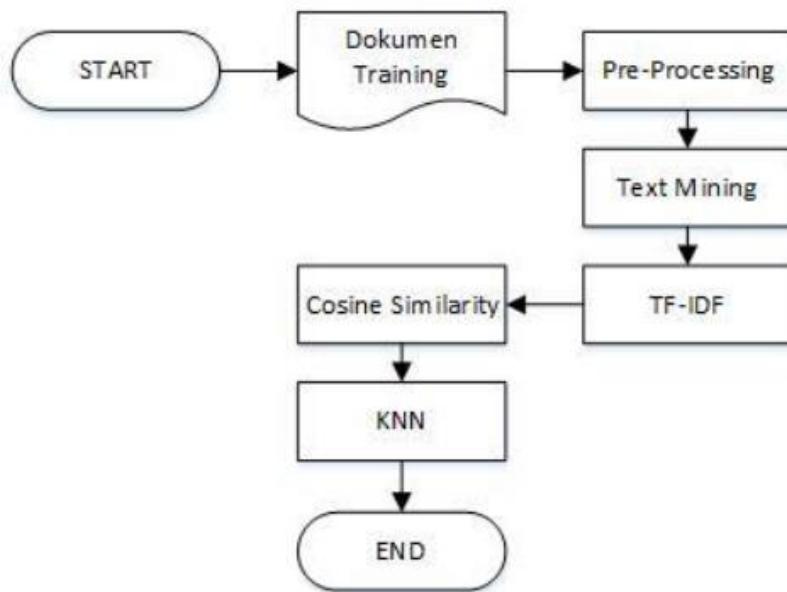 START
Dokumen
Training
Pre-Processing
Text Mining
TF-IDF
Cosine Similarity
KNN
END